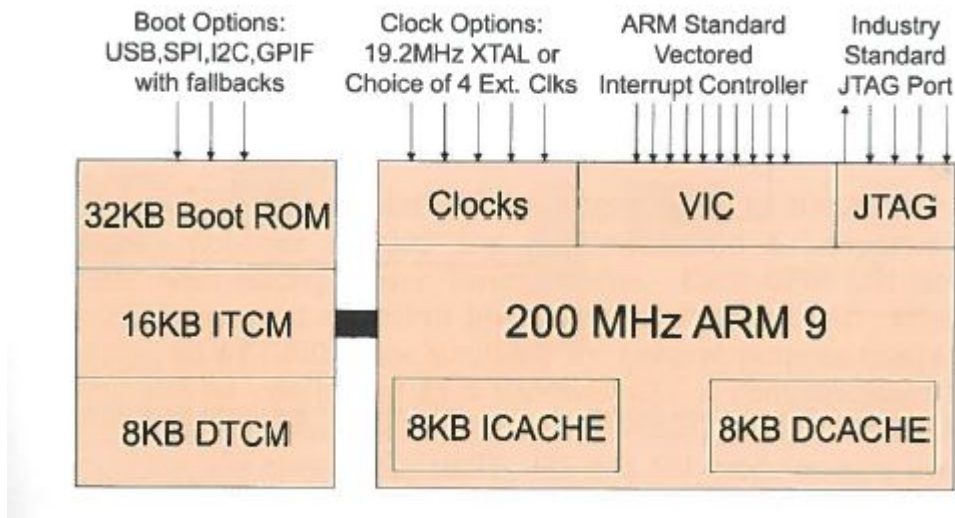 Boot Options:
USB,SPI,I2C,GPIF
with fallbacks
Clock Options:
19.2MHz XTAL or
Choice of 4 Ext. Clks
ARM Standard
Vectored
Interrupt Controller
Industry
Standard
JTAG Port
32KB Boot ROM
16KB ITCM
8KB DTCM
Clocks
VIC
JTAG
200 MHz ARM 9
8KB ICACHE
8KB DCACHE